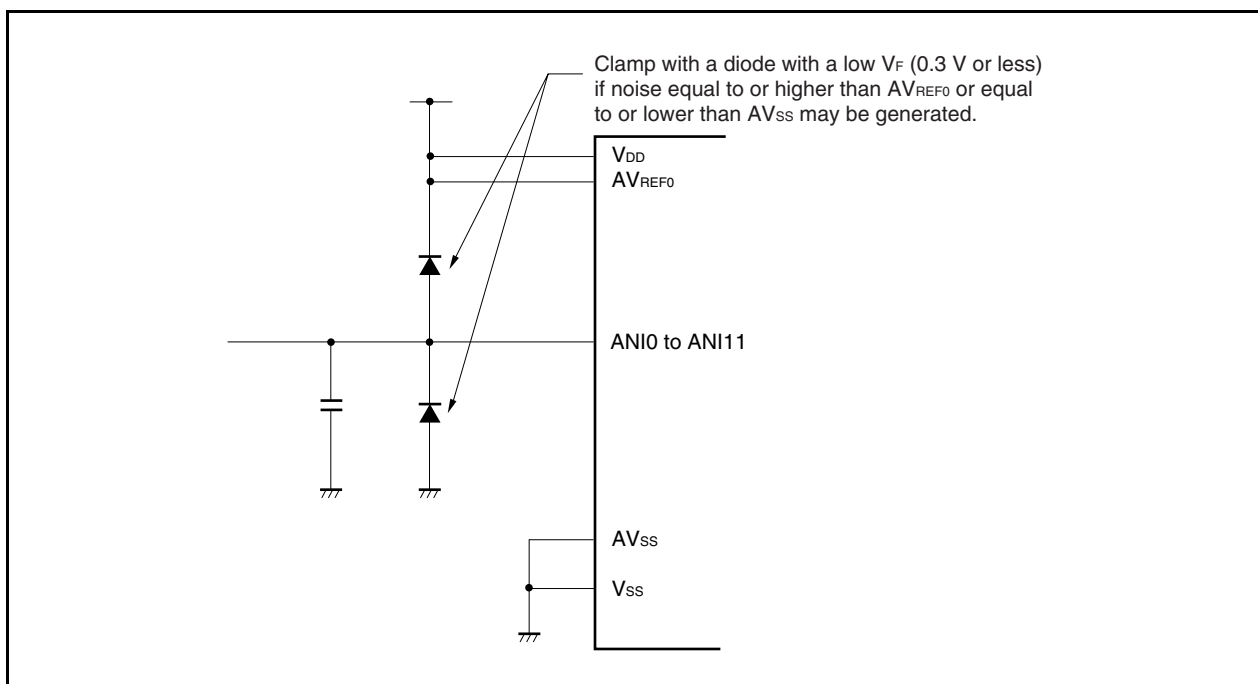 Clamp with a diode with a low VF (0.3 V or less)
if noise equal to or higher than AVREF0 or equal
to or lower than AVSS may be generated.
VDD
AVREF0
ANI0 to ANI11
AVSS
VSS